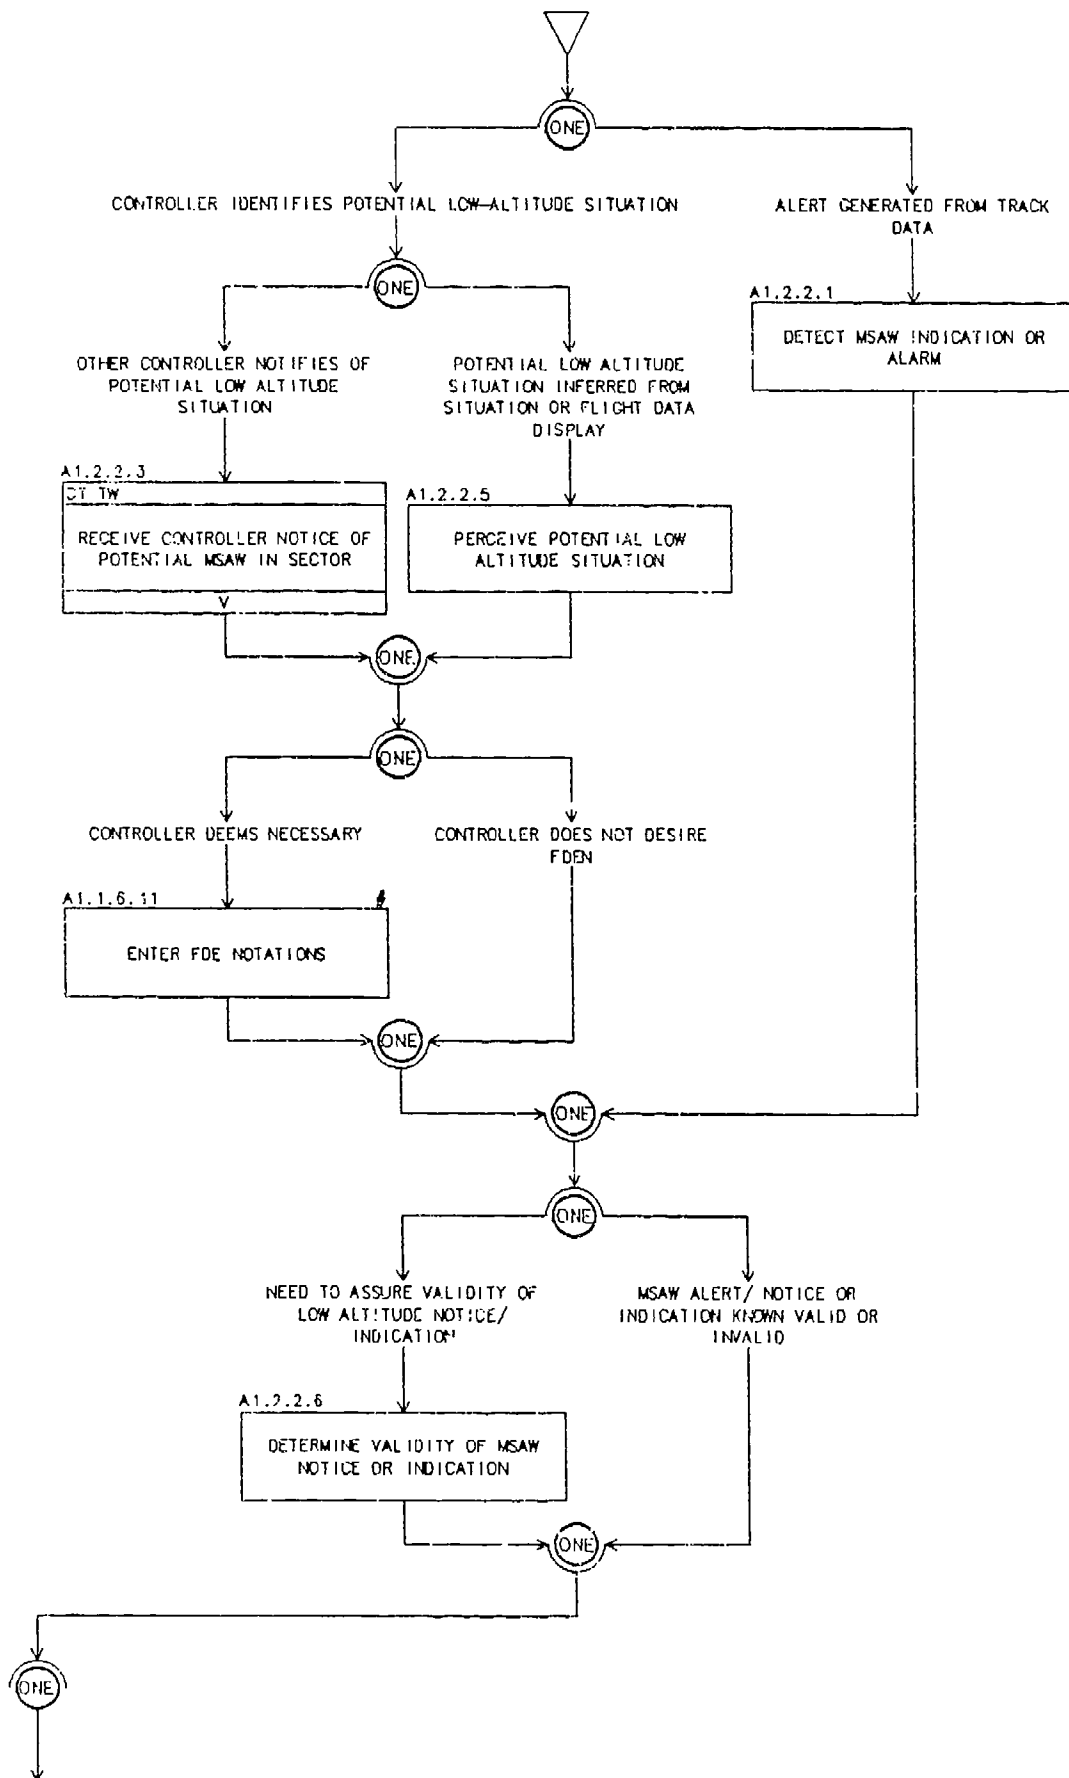 ONE
CONTROLLER IDENTIFIES POTENTIAL LOW-ALTITUDE SITUATION
ALERT GENERATED FROM TRACK
DATA
ONE
A1.2.2.1
DETECT MSAW INDICATION OR
ALARM
OTHER CONTROLLER NOTIFIES OF
POTENTIAL LOW ALTITUDE
SITUATION
POTENTIAL LOW ALTITUDE
SITUATION INFERRED FROM
SITUATION OR FLIGHT DATA
DISPLAY
A1.2.2.3
TW
RECEIVE CONTROLLER NOTICE OF
POTENTIAL MSAW IN SECTOR
V
A1.2.2.5
PERCEIVE POTENTIAL LOW
ALTITUDE SITUATION
ONE
ONE
CONTROLLER DEEMS NECESSARY
CONTROLLER DOES NOT DESIRE
FDEN
A1.1.6.11
ENTER FDE NOTATIONS
ONE
ONE
ONE
NEED TO ASSURE VALIDITY OF
LOW ALTITUDE NOTICE/
INDICATION
MSAW ALERT/ NOTICE OR
INDICATION KNOWN VALID OR
INVALID
A1.2.2.6
DETERMINE VALIDITY OF MSAW
NOTICE OR INDICATION
ONE
ONE